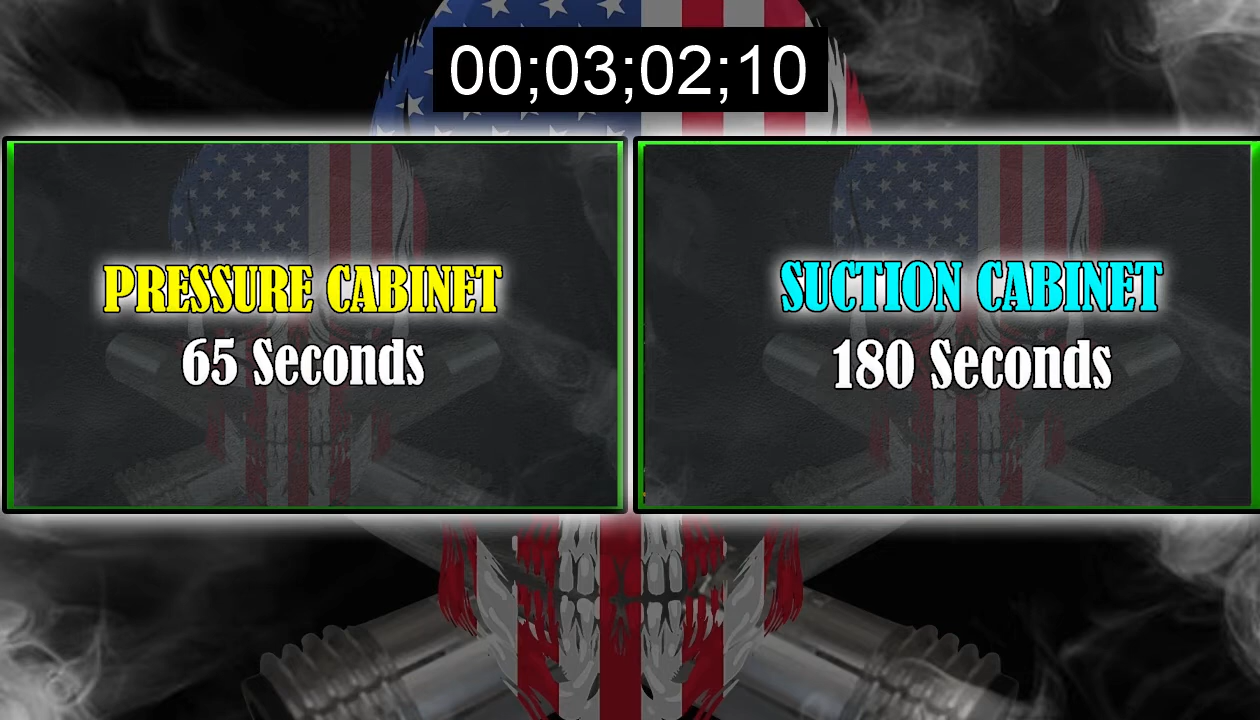 00;03;02;10
PRESSURE CABINET
65 Seconds
SUCTION CABINET
180 Seconds